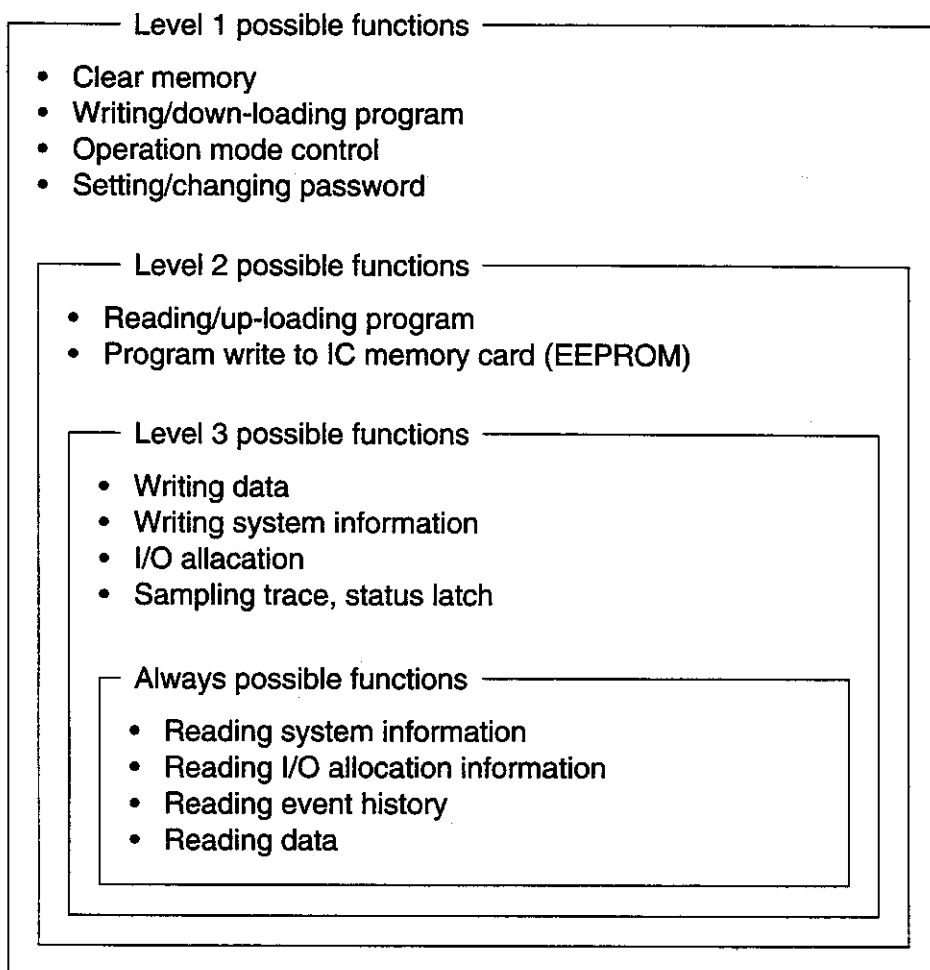 Level 1 possible functions
• Clear memory
• Writing/down-loading program
• Operation mode control
• Setting/changing password
Level 2 possible functions
• Reading/up-loading program
• Program write to IC memory card (EEPROM)
Level 3 possible functions
• Writing data
• Writing system information
• I/O allacation
• Sampling trace, status latch
Always possible functions
• Reading system information
• Reading I/O allocation information
• Reading event history
• Reading data